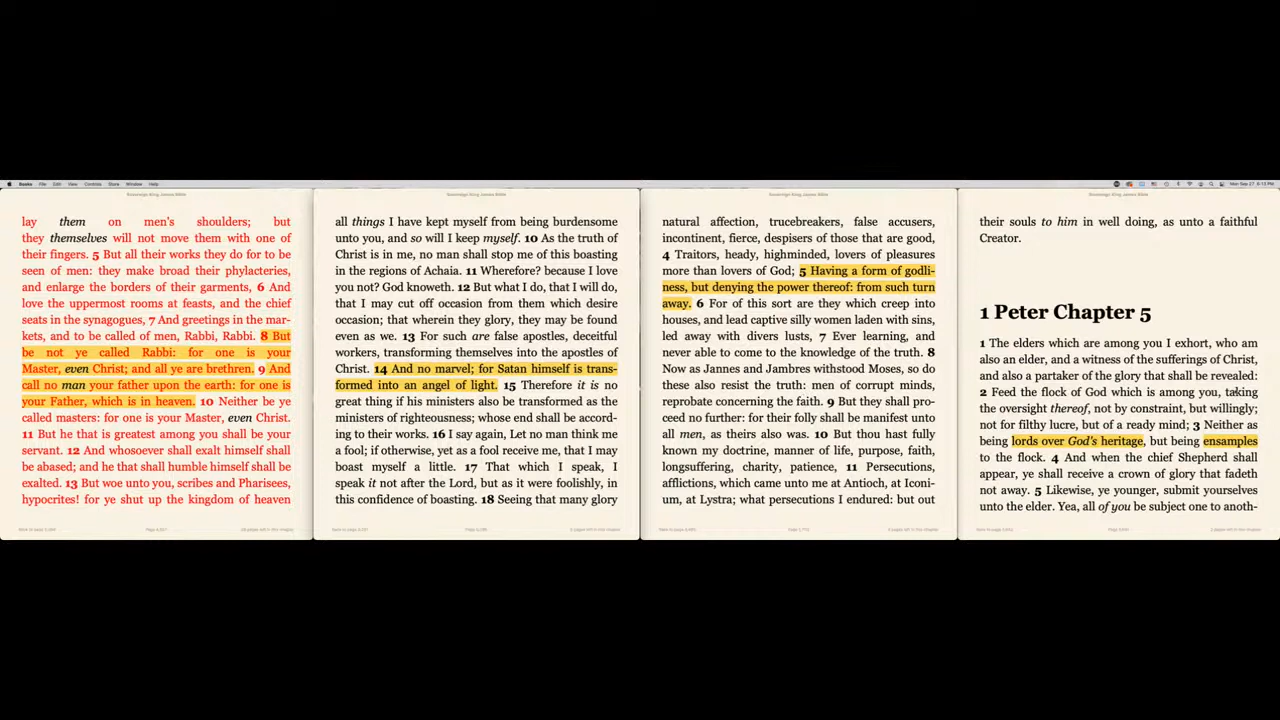 Books File Edit View Controls Store Window Help
Sovereign King James Bible
lay them on men's shoulders; but
they themselves will not move them with one of
their fingers. 5 But all their works they do for to be
seen of men: they make broad their phylacteries,
and enlarge the borders of their garments, 6 And
love the uppermost rooms at feasts, and the chief
seats in the synagogues, 7 And greetings in the mar-
kets, and to be called of men, Rabbi, Rabbi. 8 But
be not ye called Rabbi: for one is your
Master, even Christ; and all ye are brethren. 9 And
call no man your father upon the earth: for one is
your Father, which is in heaven. 10 Neither be ye
called masters: for one is your Master, even Christ.
11 But he that is greatest among you shall be your
servant. 12 And whosoever shall exalt himself shall
be abased; and he that shall humble himself shall be
exalted. 13 But woe unto you, scribes and Pharisees,
hypocrites! for ye shut up the kingdom of heaven
Sovereign King James Bible
all things I have kept myself from being burdensome
unto you, and so will I keep myself. 10 As the truth of
Christ is in me, no man shall stop me of this boasting
in the regions of Achaia. 11 Wherefore? because I love
you not? God knoweth. 12 But what I do, that I will do,
that I may cut off occasion from them which desire
occasion; that wherein they glory, they may be found
even as we. 13 For such are false apostles, deceitful
workers, transforming themselves into the apostles of
Christ. 14 And no marvel; for Satan himself is trans-
formed into an angel of light. 15 Therefore it is no
great thing if his ministers also be transformed as the
ministers of righteousness; whose end shall be accord-
ing to their works. 16 I say again, Let no man think me
a fool; if otherwise, yet as a fool receive me, that I may
boast myself a little. 17 That which I speak, I
speak it not after the Lord, but as it were foolishly, in
this confidence of boasting. 18 Seeing that many glory
Sovereign King James Bible
natural affection, trucebreakers, false accusers,
incontinent, fierce, despisers of those that are good,
4 Traitors, heady, highminded, lovers of pleasures
more than lovers of God; 5 Having a form of godli-
ness, but denying the power thereof: from such turn
away. 6 For of this sort are they which creep into
houses, and lead captive silly women laden with sins,
led away with divers lusts, 7 Ever learning, and
never able to come to the knowledge of the truth. 8
Now as Jannes and Jambres withstood Moses, so do
these also resist the truth: men of corrupt minds,
reprobate concerning the faith. 9 But they shall pro-
ceed no further: for their folly shall be manifest unto
all men, as theirs also was. 10 But thou hast fully
known my doctrine, manner of life, purpose, faith,
longsuffering, charity, patience, 11 Persecutions,
afflictions, which came unto me at Antioch, at Iconi-
um, at Lystra; what persecutions I endured: but out
Sovereign King James Bible
their souls to him in well doing, as unto a faithful
Creator.
1 Peter Chapter 5
1 The elders which are among you I exhort, who am
also an elder, and a witness of the sufferings of Christ,
and also a partaker of the glory that shall be revealed:
2 Feed the flock of God which is among you, taking
the oversight thereof, not by constraint, but willingly;
not for filthy lucre, but of a ready mind; 3 Neither as
being lords over God's heritage, but being ensamples
to the flock. 4 And when the chief Shepherd shall
appear, ye shall receive a crown of glory that fadeth
not away. 5 Likewise, ye younger, submit yourselves
unto the elder. Yea, all of you be subject one to anoth-